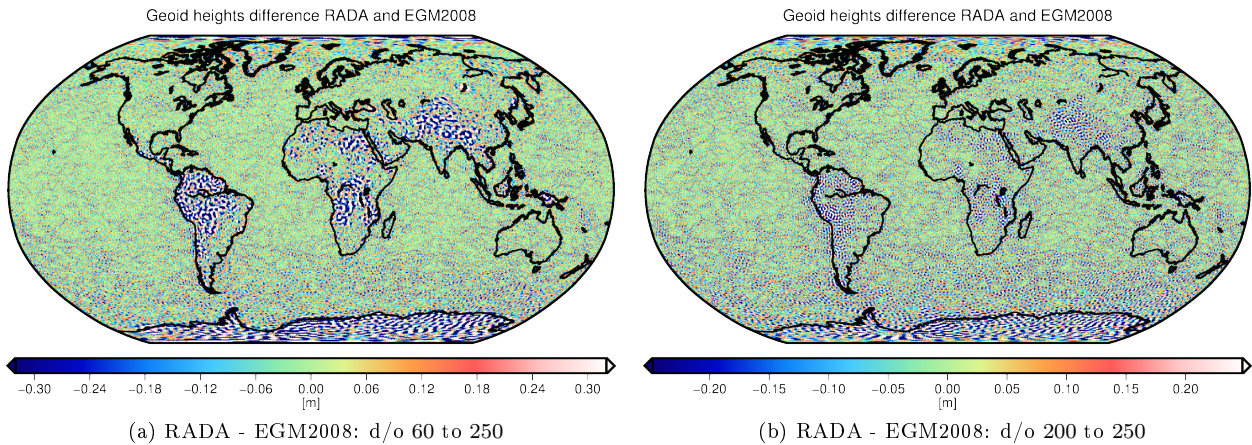 Geoid heights difference RADA and EGM2008
−0.30 −0.24 −0.18 −0.12 −0.06 0.00 0.06 0.12 0.18 0.24 0.30
[m]
(a) RADA - EGM2008: d/o 60 to 250
Geoid heights difference RADA and EGM2008
−0.20 −0.15 −0.10 −0.05 0.00 0.05 0.10 0.15 0.20
[m]
(b) RADA - EGM2008: d/o 200 to 250